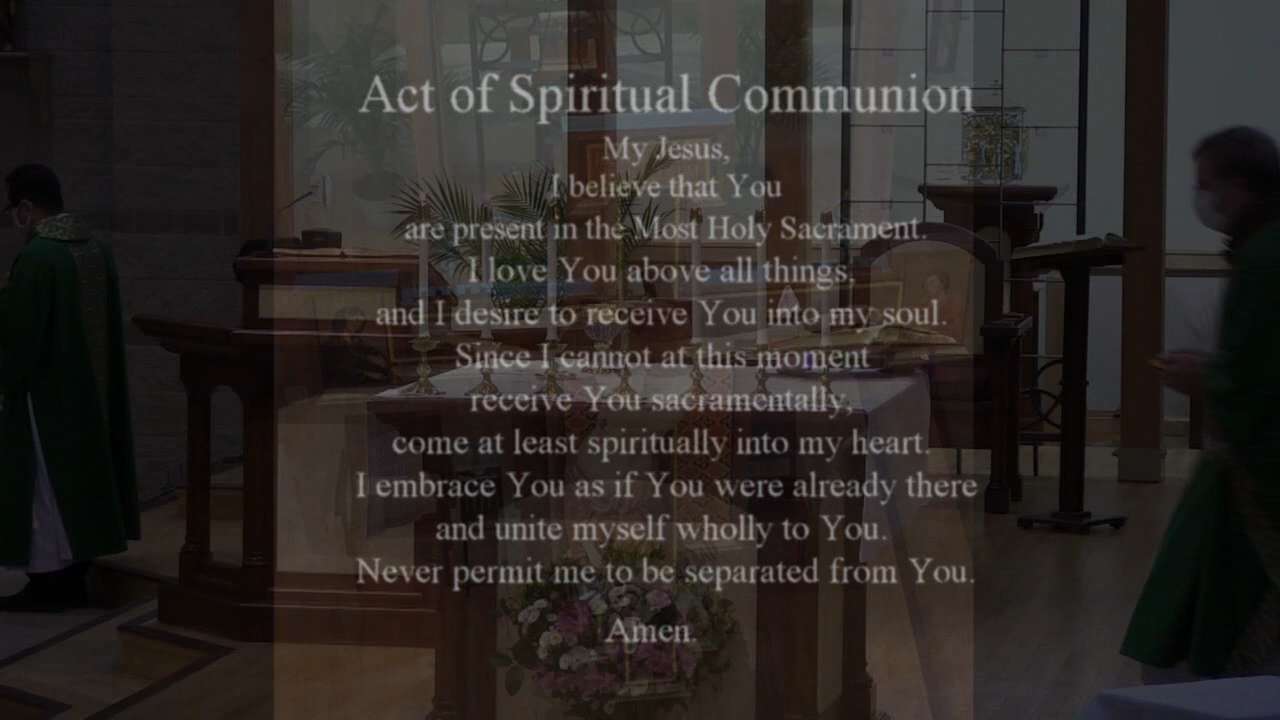 Act of Spiritual Communion
My Jesus,
I believe that You
are present in the Most Holy Sacrament.
I love You above all things,
and I desire to receive You into my soul.
Since I cannot at this moment
receive You sacramentally,
come at least spiritually into my heart.
I embrace You as if You were already there
and unite myself wholly to You.
Never permit me to be separated from You.
Amen.